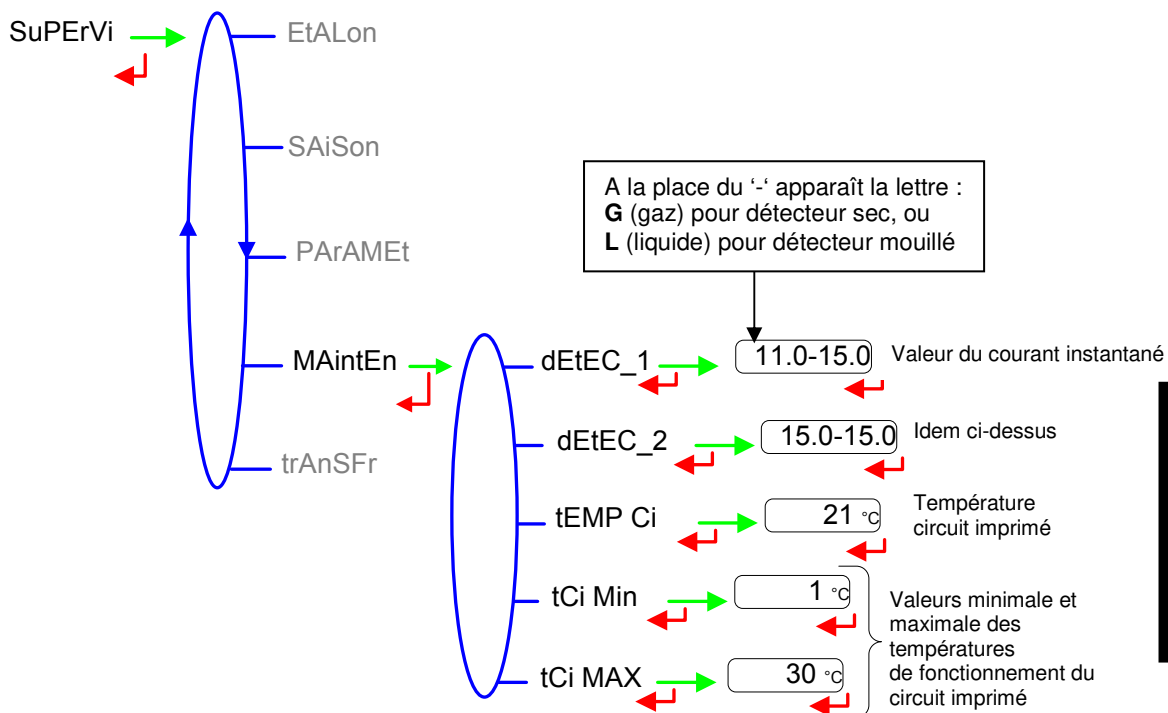 SuPErVi
EtALon
SAiSon
PArAMEt
MAintEn
trAnSFr
A la place du ‘-‘ apparaît la lettre :
G (gaz) pour détecteur sec, ou
L (liquide) pour détecteur mouillé
dEtEC_1
11.0-15.0
Valeur du courant instantané
dEtEC_2
15.0-15.0
Idem ci-dessus
tEMP Ci
21 °C
Température
circuit imprimé
tCi Min
1 °C
tCi MAX
30 °C
Valeurs minimale et
maximale des
températures
de fonctionnement du
circuit imprimé